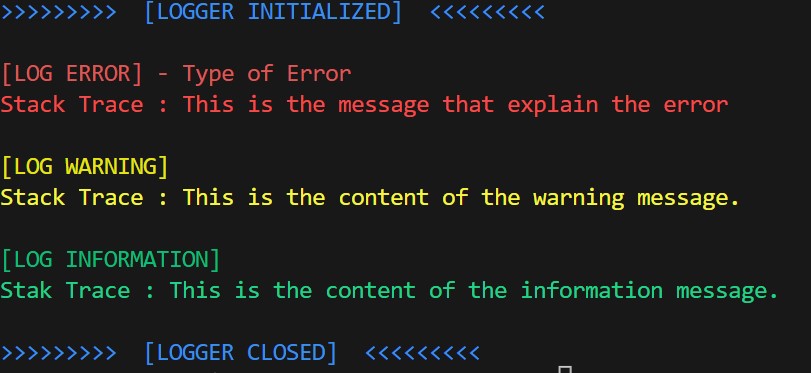 >>>>>>>>> [LOGGER INITIALIZED] <<<<<<<<<
[LOG ERROR] - Type of Error
Stack Trace : This is the message that explain the error
[LOG WARNING]
Stack Trace : This is the content of the warning message.
[LOG INFORMATION]
Stak Trace : This is the content of the information message.
>>>>>>>>> [LOGGER CLOSED] <<<<<<<<<